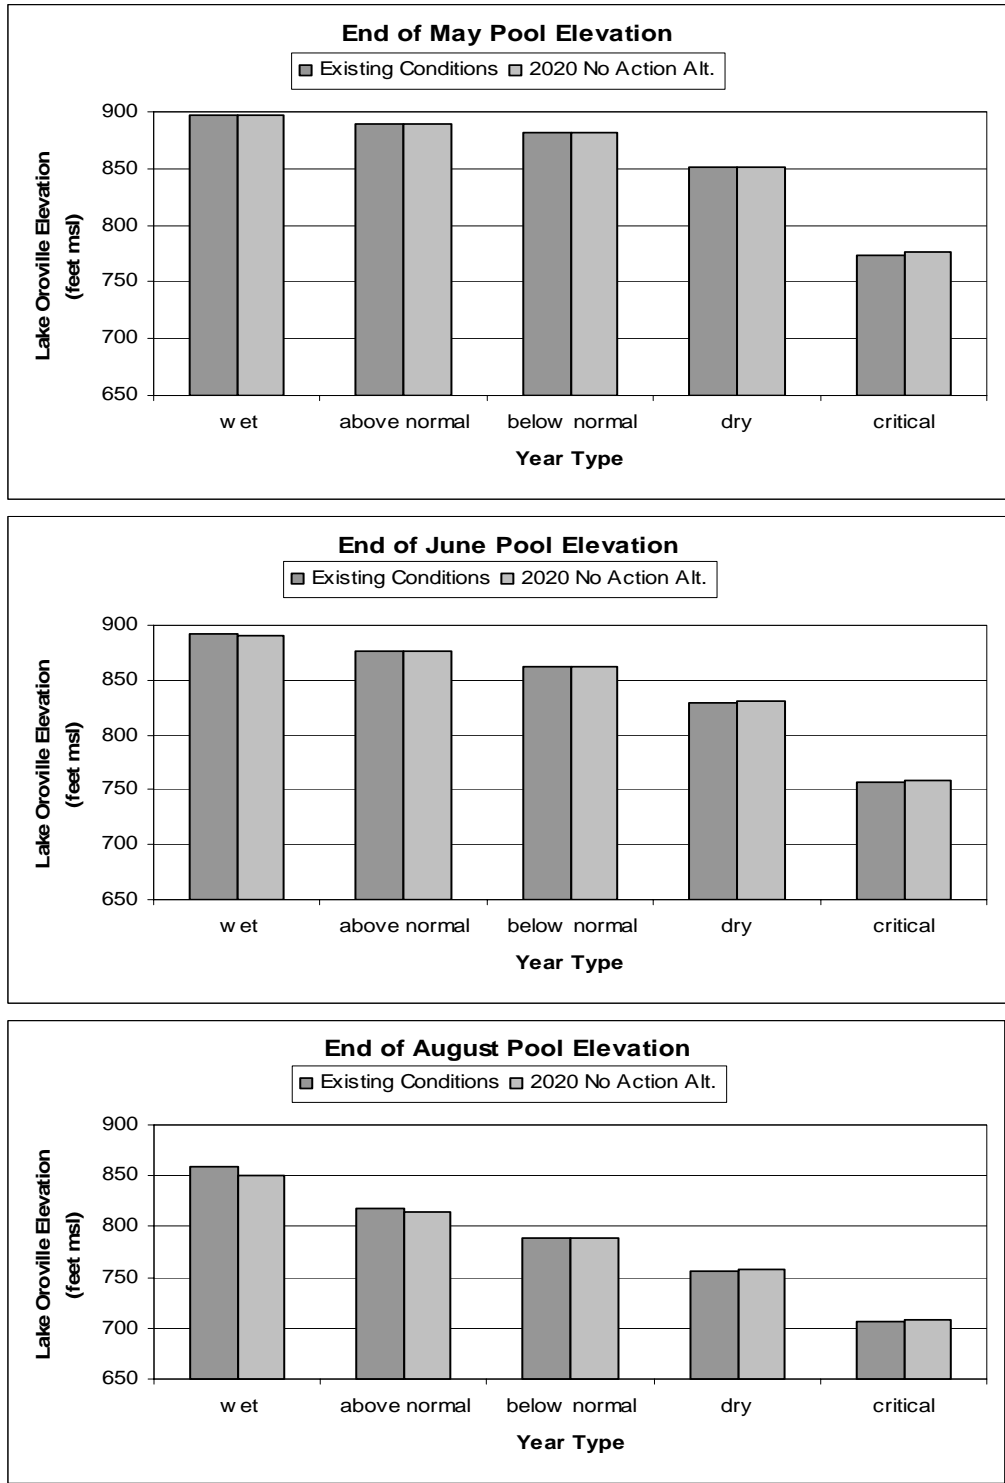 End of May Pool Elevation
Existing Conditions 2020 No Action Alt.
Lake Oroville Elevation
(feet msl)
900
850
800
750
700
650
wet above normal below normal dry critical
Year Type
End of June Pool Elevation
Existing Conditions 2020 No Action Alt.
Lake Oroville Elevation
(feet msl)
900
850
800
750
700
650
wet above normal below normal dry critical
Year Type
End of August Pool Elevation
Existing Conditions 2020 No Action Alt.
Lake Oroville Elevation
(feet msl)
900
850
800
750
700
650
wet above normal below normal dry critical
Year Type